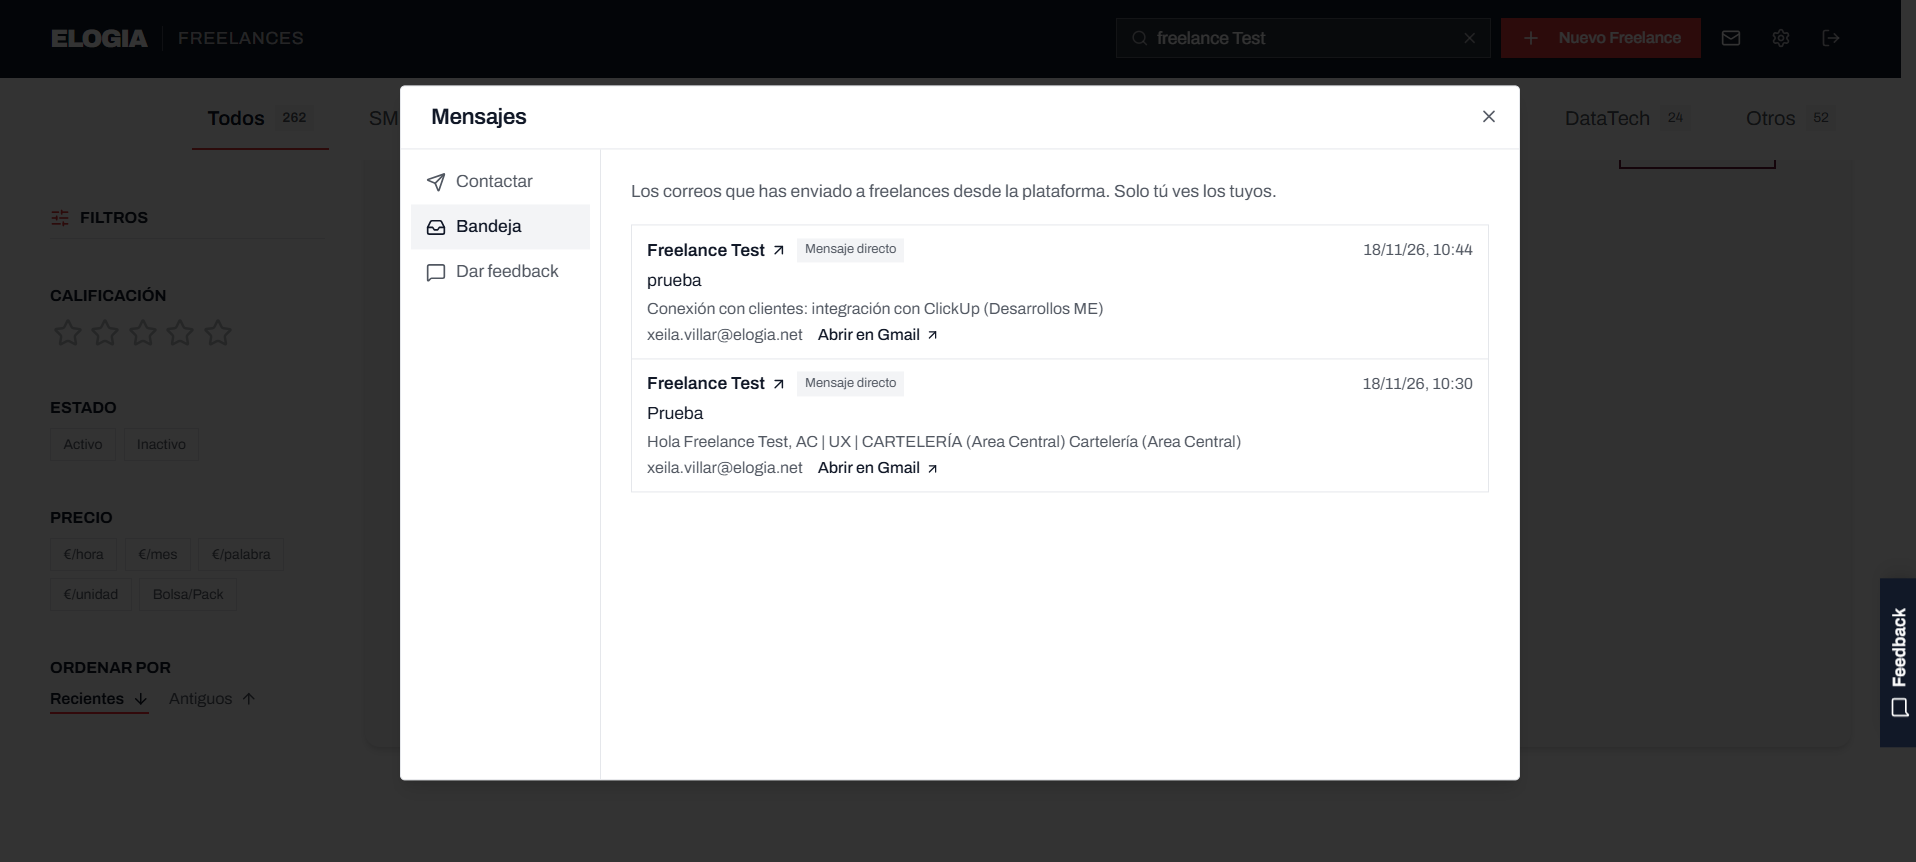 ELOGIA FREELANCES
freelance Test
Nuevo Freelance
Todos 262
SM
DataTech 24
Otros 52
Mensajes
Contactar
Bandeja
Dar feedback
Los correos que has enviado a freelances desde la plataforma. Solo tú ves los tuyos.
Freelance Test Mensaje directo 18/11/26, 10:44
prueba
Conexión con clientes: integración con ClickUp (Desarrollos ME)
xeila.villar@elogia.net Abrir en Gmail
Freelance Test Mensaje directo 18/11/26, 10:30
Prueba
Hola Freelance Test, AC | UX | CARTELERÍA (Area Central) Cartelería (Area Central)
xeila.villar@elogia.net Abrir en Gmail
FILTROS
CALIFICACIÓN
ESTADO
Activo Inactivo
PRECIO
€/hora €/mes €/palabra
€/unidad Bolsa/Pack
ORDENAR POR
Recientes Antiguos
Feedback